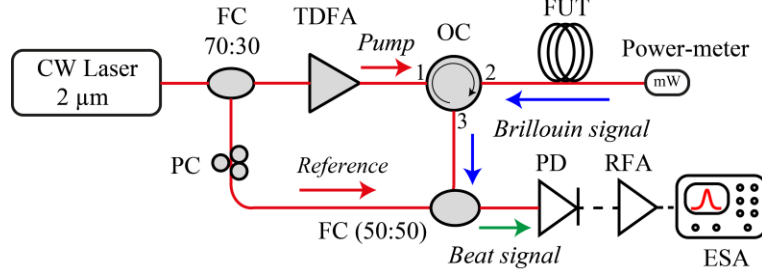 FC
70:30
TDFA
OC
FUT
Power-meter
CW Laser
2 µm
Pump
1
2
3
mW
Brillouin signal
PC
Reference
PD
RFA
FC (50:50)
Beat signal
ESA